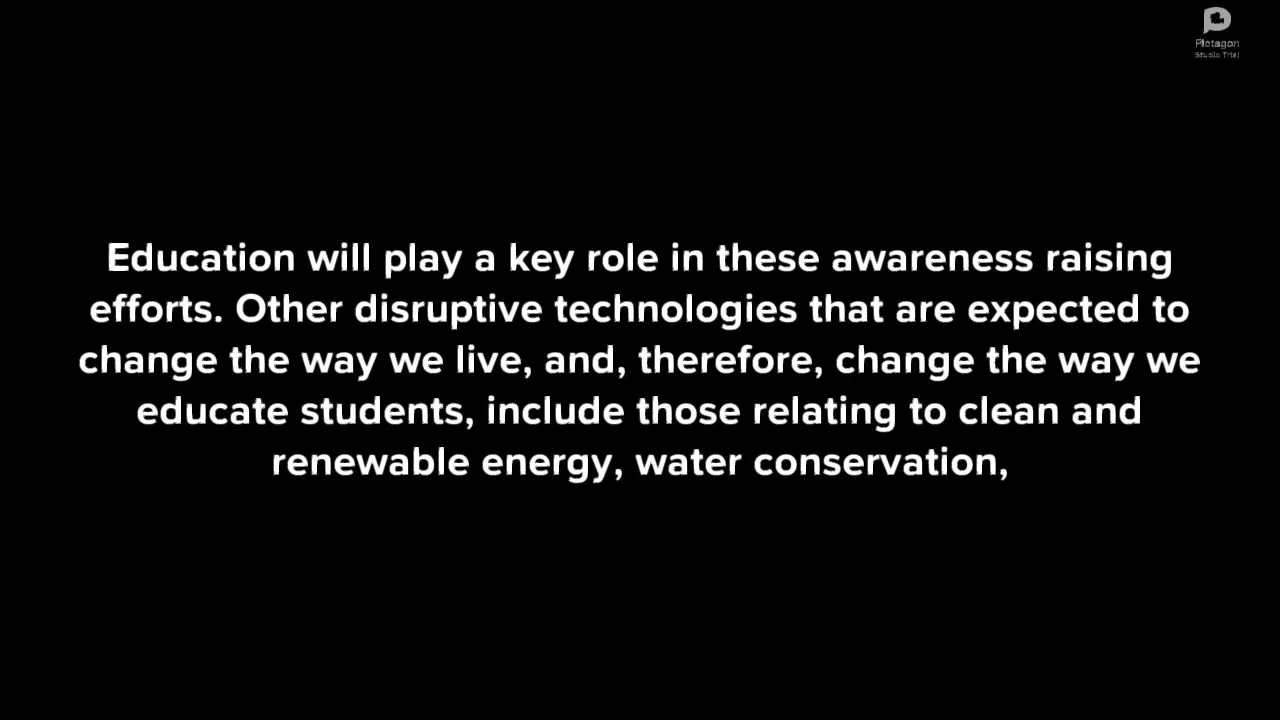 Platagon
Studio Trial
Education will play a key role in these awareness raising
efforts. Other disruptive technologies that are expected to
change the way we live, and, therefore, change the way we
educate students, include those relating to clean and
renewable energy, water conservation,